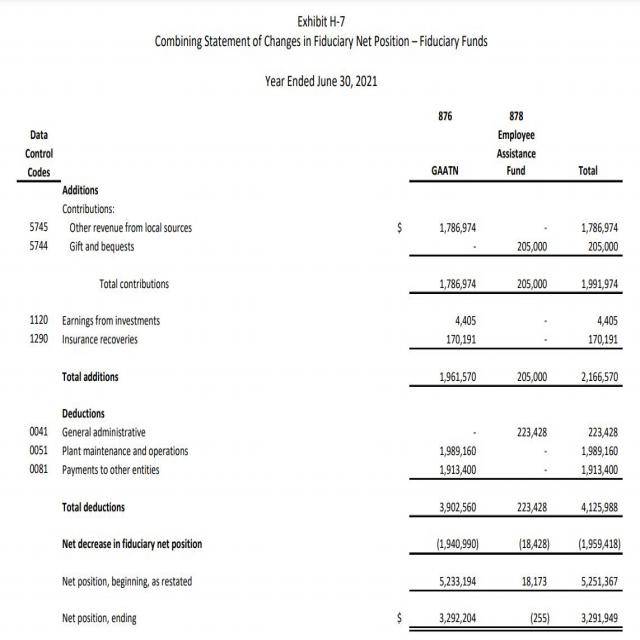 Exhibit H-7
Combining Statement of Changes in Fiduciary Net Position – Fiduciary Funds
Year Ended June 30, 2021
876 878
Data Employee
Control Assistance
Codes GAATN Fund Total
Additions
Contributions:
5745 Other revenue from local sources $ 1,786,974 - 1,786,974
5744 Gift and bequests - 205,000 205,000
Total contributions 1,786,974 205,000 1,991,974
1120 Earnings from investments 4,405 - 4,405
1290 Insurance recoveries 170,191 - 170,191
Total additions 1,961,570 205,000 2,166,570
Deductions
0041 General administrative - 223,428 223,428
0051 Plant maintenance and operations 1,989,160 - 1,989,160
0081 Payments to other entities 1,913,400 - 1,913,400
Total deductions 3,902,560 223,428 4,125,988
Net decrease in fiduciary net position (1,940,990) (18,428) (1,959,418)
Net position, beginning, as restated 5,233,194 18,173 5,251,367
Net position, ending $ 3,292,204 (255) 3,291,949